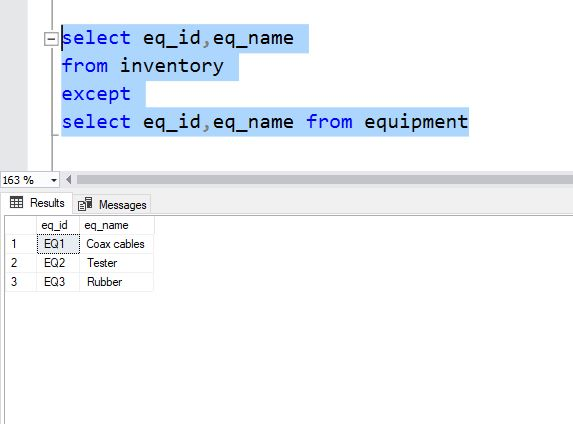 select eq_id,eq_name
from inventory
except
select eq_id,eq_name from equipment
163 %
Results Messages
eq_id eq_name
1 EQ1 Coax cables
2 EQ2 Tester
3 EQ3 Rubber